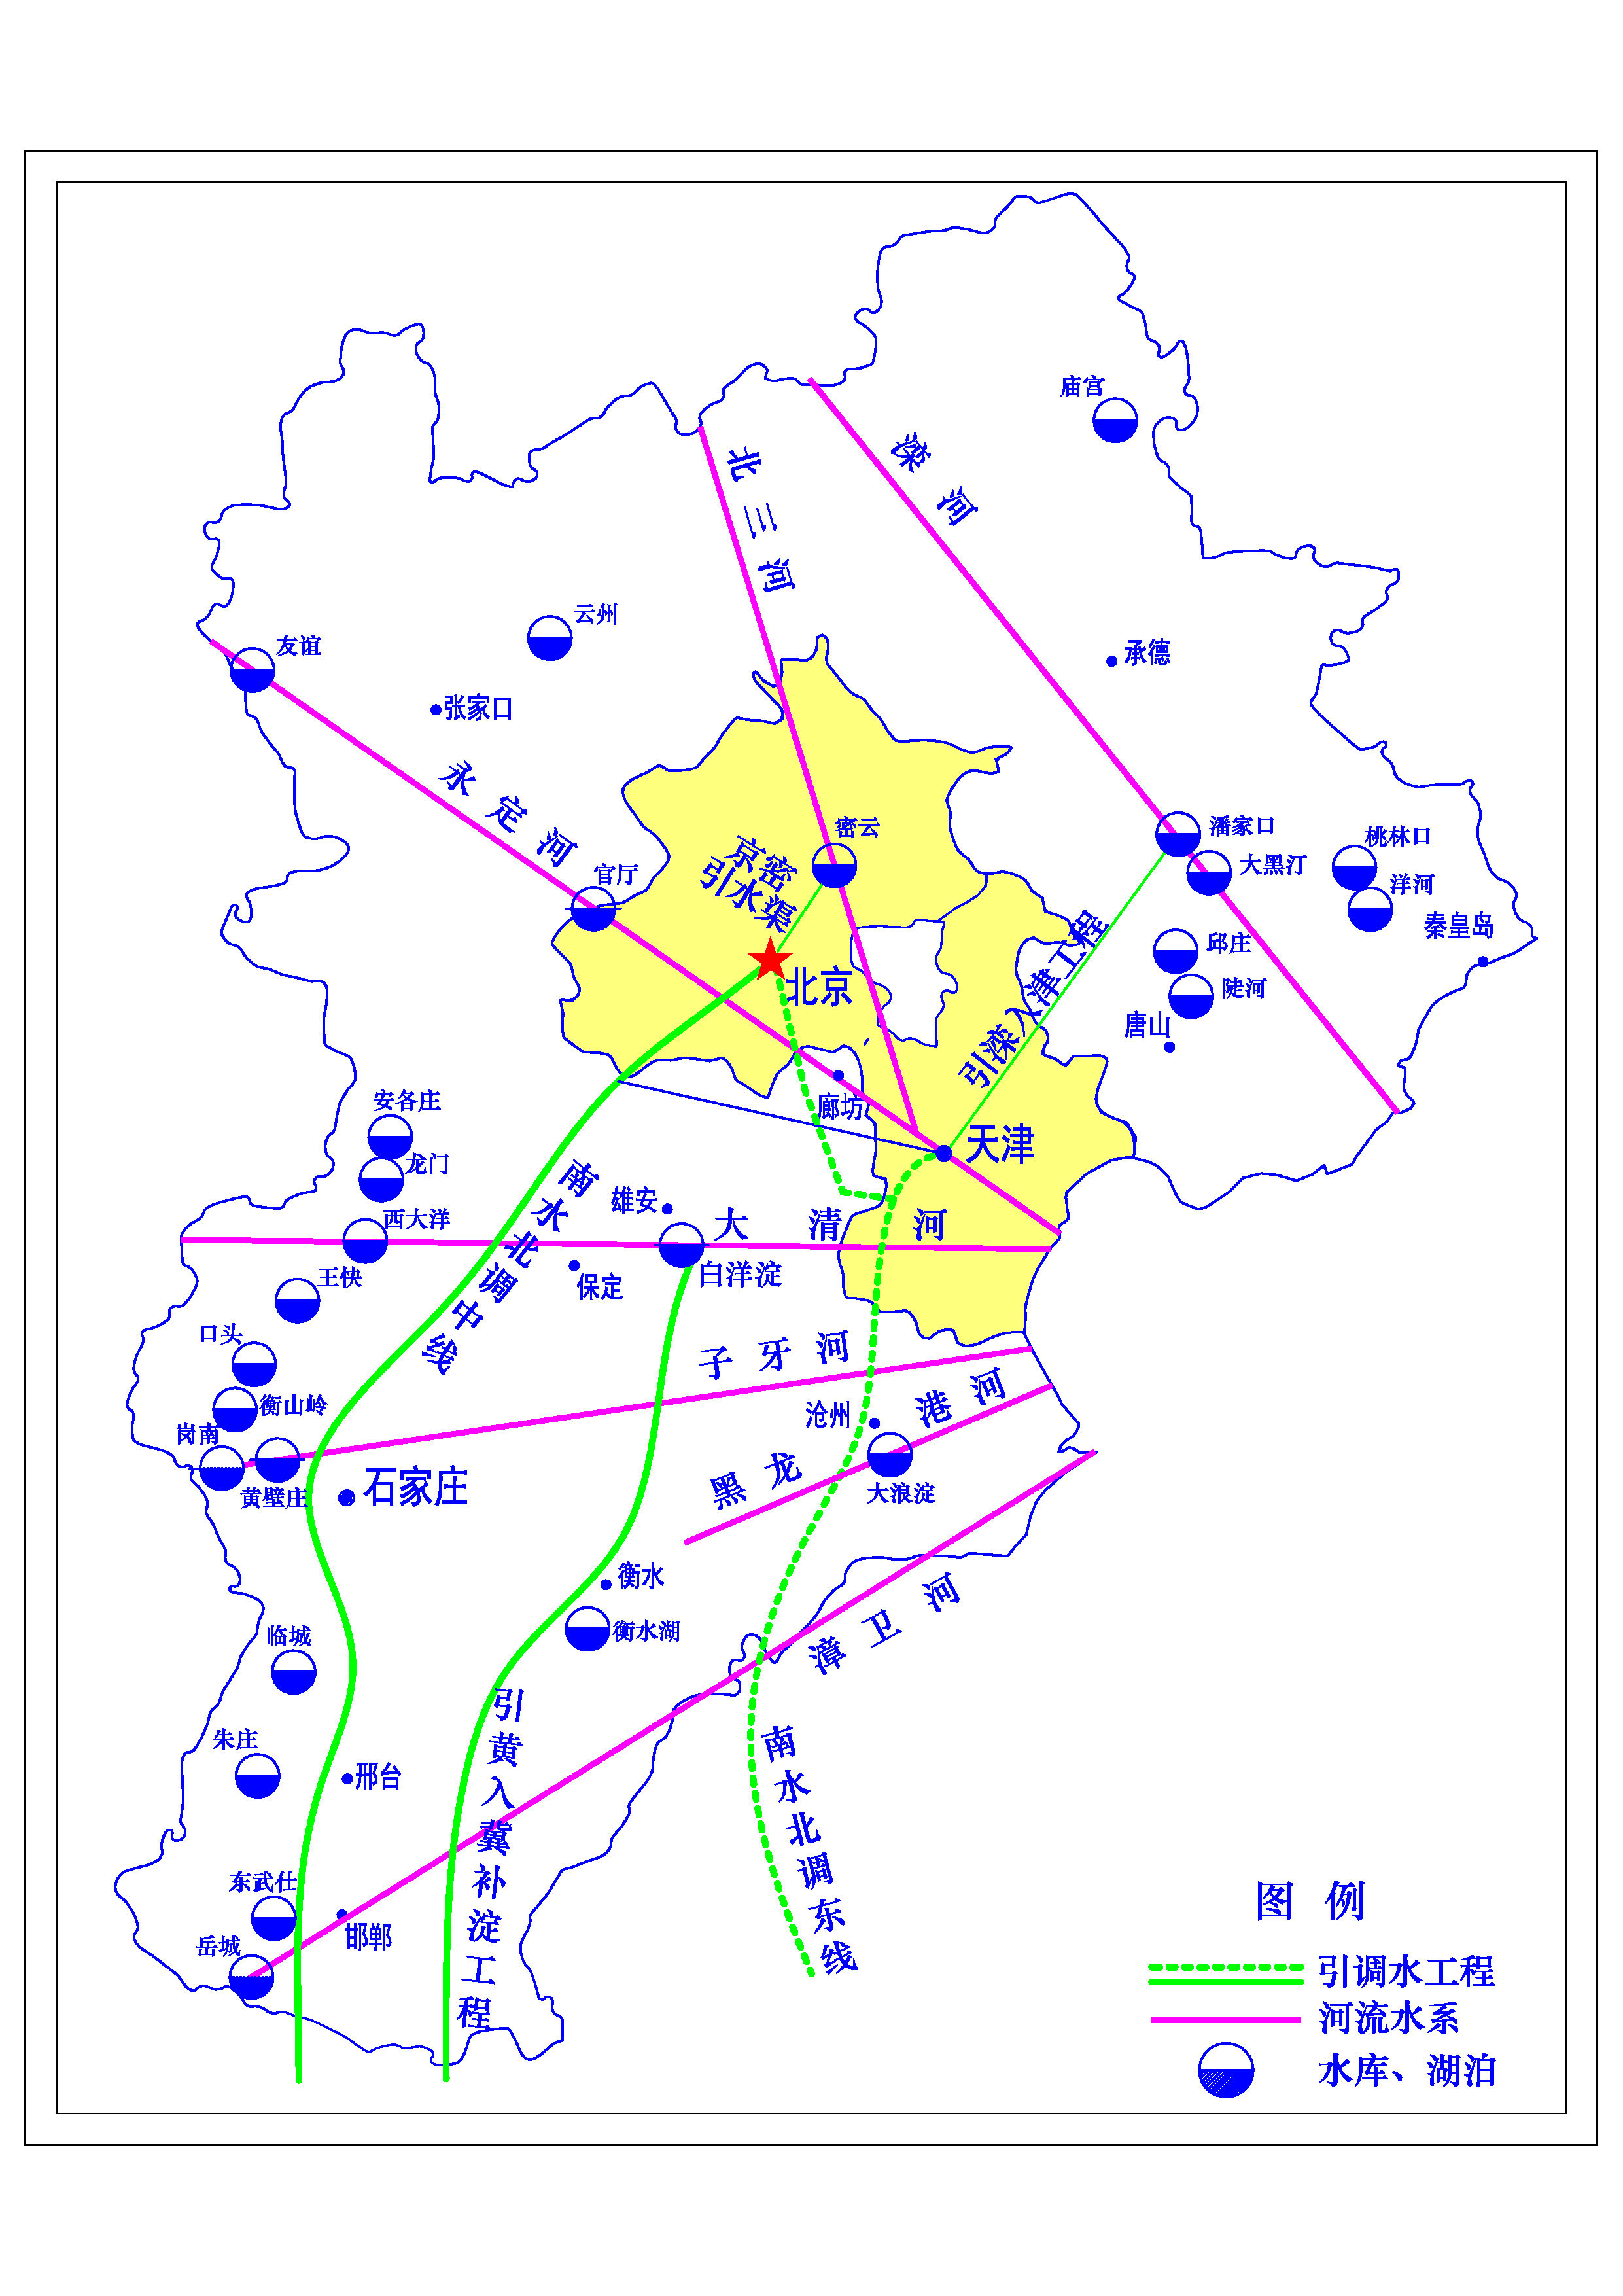 庙宫
滦河
北三河
云州
友谊
承德
张家口
永定河
密云
潘家口
桃林口
大黑汀
洋河
官厅
京密
引水渠
秦皇岛
邱庄
北京
陡河
引滦入津工程
唐山
廊坊
安各庄
天津
龙门
南水北调中线
雄安
西大洋
大清河
王快
保定
白洋淀
口头
子牙河
衡山岭
沧州
黑龙港河
岗南
黄壁庄
石家庄
大浪淀
衡水
衡水湖
漳卫河
临城
引黄入冀补淀工程
朱庄
南水北调东线
邢台
东武仕
邯郸
岳城
图例
引调水工程
河流水系
水库、湖泊